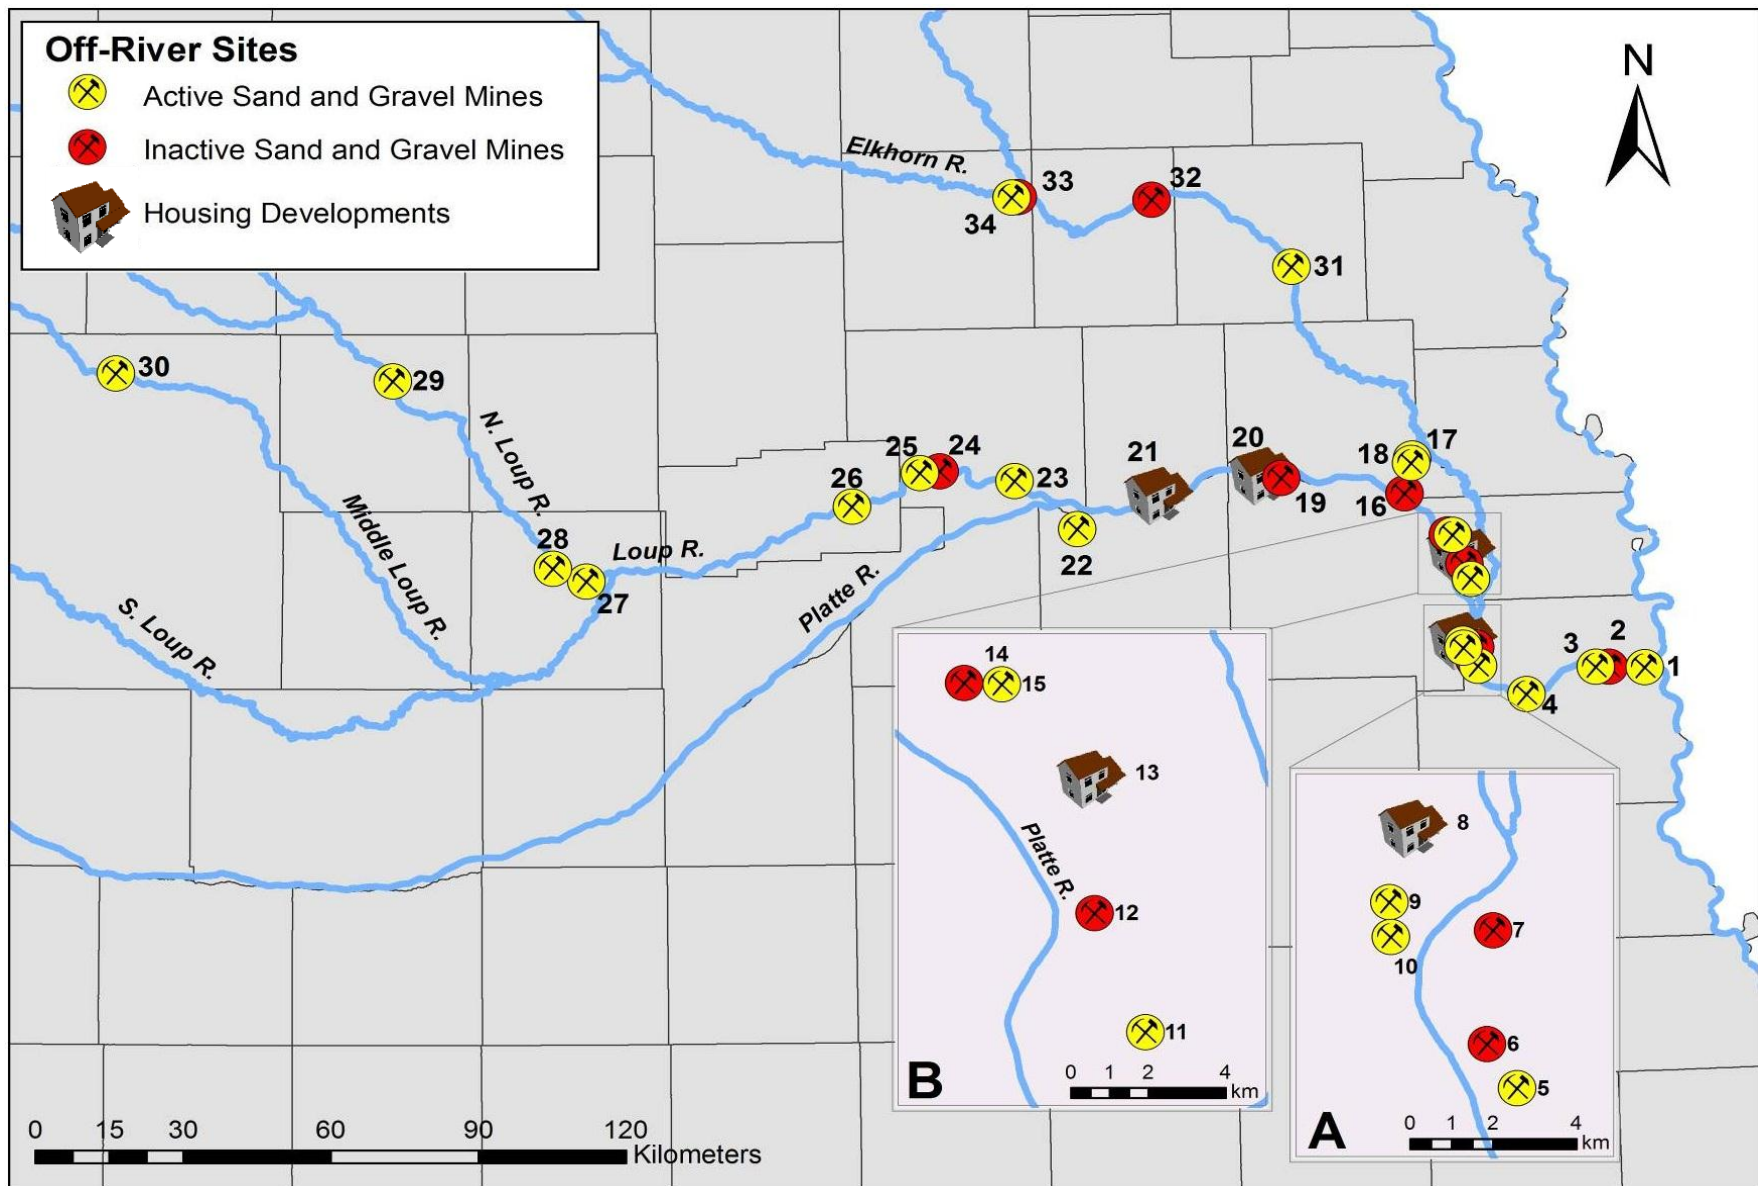 Off-River Sites
Active Sand and Gravel Mines
Inactive Sand and Gravel Mines
Housing Developments
N
Elkhorn R.
33
32
34
31
30
29
N. Loup R.
Middle Loup R.
S. Loup R.
28
27
Loup R.
Platte R.
26
25
24
23
22
21
20
19
18
17
16
3
2
1
4
14
15
13
Platte R.
12
11
B
0 1 2 4
km
8
9
10
7
6
5
A
0 2 4
km
0 15 30 60 90 120
Kilometers